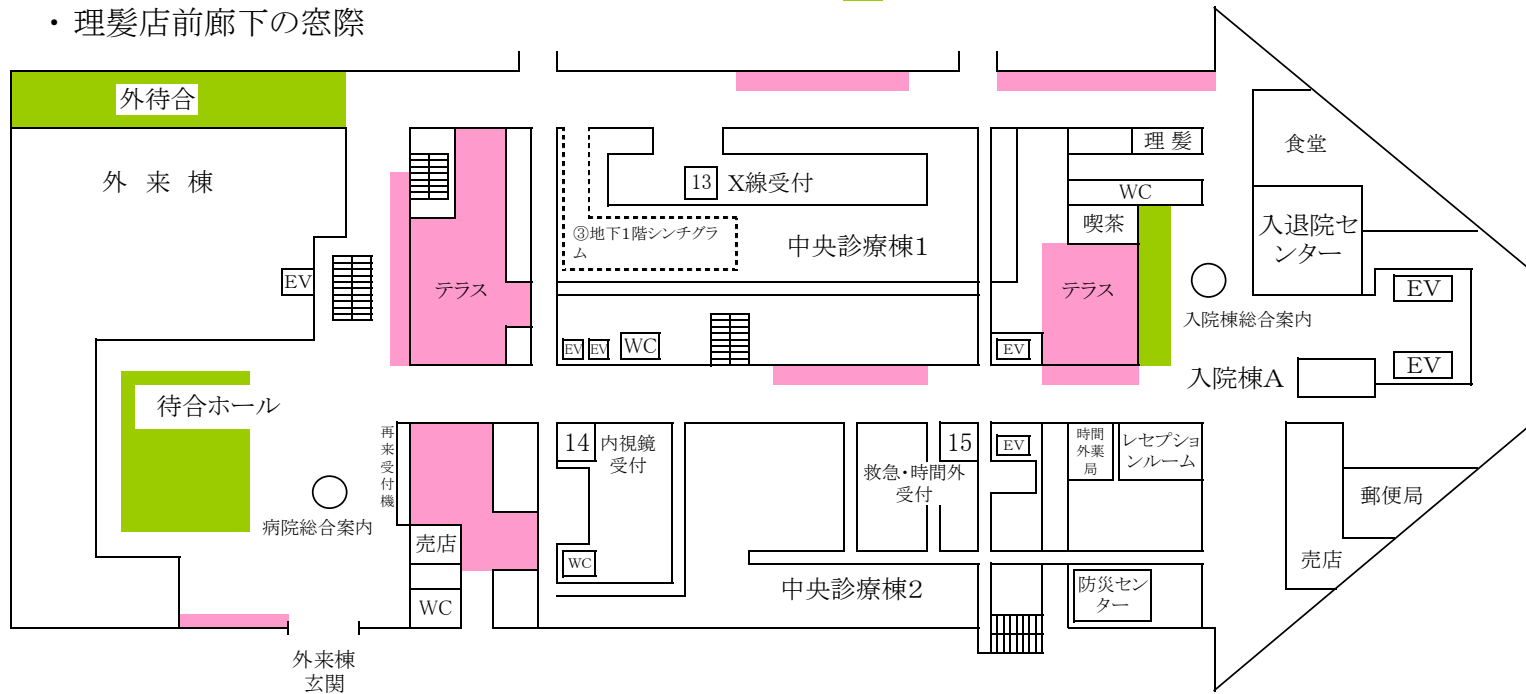 ・理髪店前廊下の窓際
外待合
外 来 棟
EV
テラス
13 X線受付
③地下1階シンチグラ
ム
中央診療棟1
EV EV WC
理 髪
WC
喫茶
テラス
EV
食堂
入退院セ
ンター
入院棟総合案内
EV
EV
入院棟A
待合ホール
再
来
受
付
機
病院総合案内
売店
WC
外来棟
玄関
14 内視鏡
受付
WC
15
救急・時間外
受付
中央診療棟2
EV
時間
外薬
局
レセプショ
ンルーム
防災セン
ター
郵便局
売店